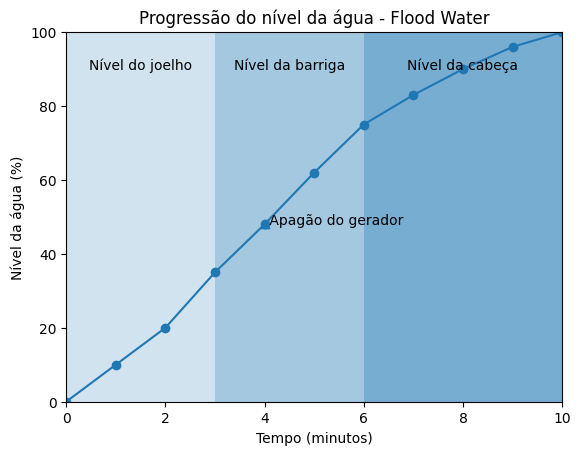 Progressão do nível da água - Flood Water
Nível do joelho
Nível da barriga
Nível da cabeça
Apagão do gerador
Nível da água (%)
100
80
60
40
20
0
0
2
4
6
8
10
Tempo (minutos)